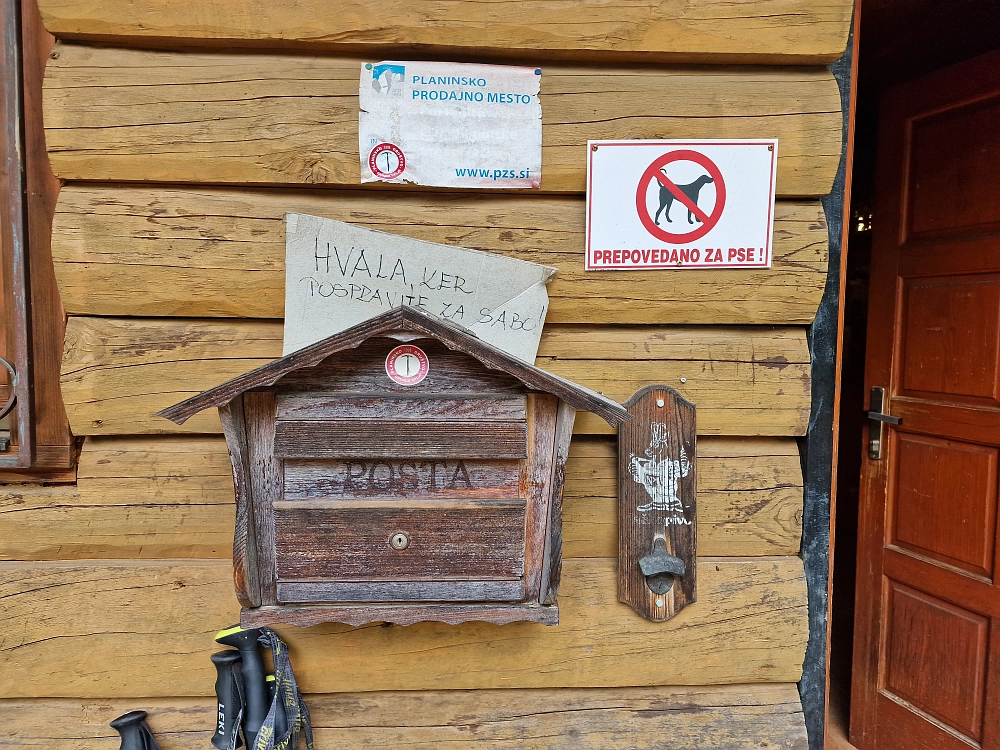 PLANINSKO
PRODAJNO MESTO
www.pzs.si
PREPOVEDANO ZA PSE !
HVALA, KER
POSPRAVITE ZA SABO!
POSTA
LEKI